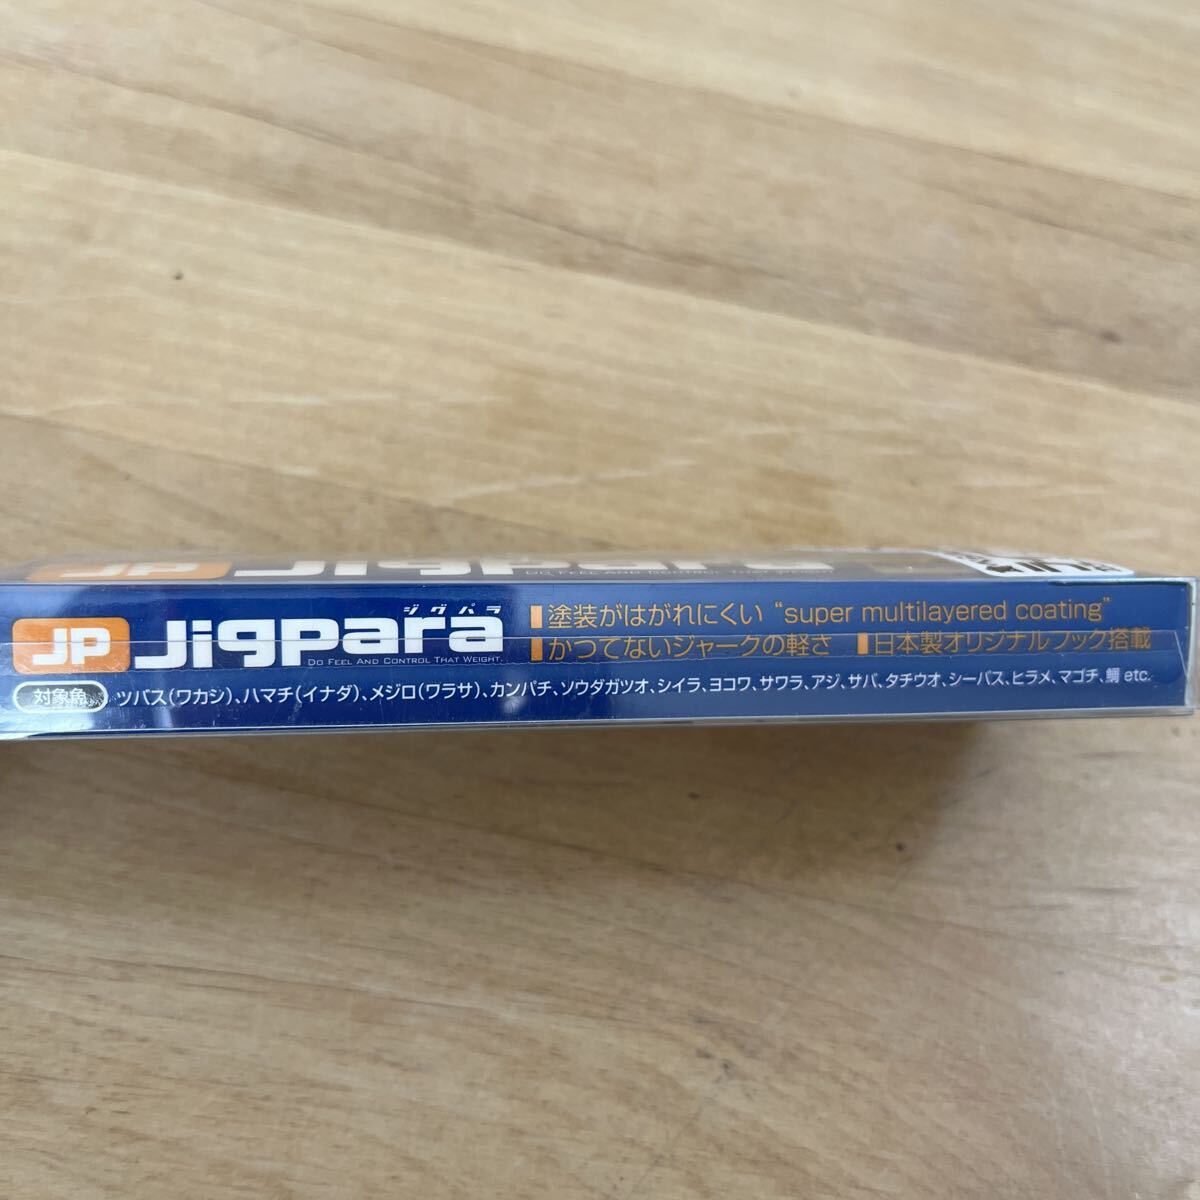 JP Jigpara
ジグパラ
JP Jigpara
DO FEEL AND CONTROL THAT WEIGHT.
塗装がはがれにくい “super multilayered coating”
かつてないジャークの軽さ 日本製オリジナルフック搭載
対象魚 ツバス(ワカシ)、ハマチ(イナダ)、メジロ(ワラサ)、カンパチ、ソウダガツオ、シイラ、ヨコワ、サワラ、アジ、サバ、タチウオ、シーバス、ヒラメ、マゴチ、鯛 etc.